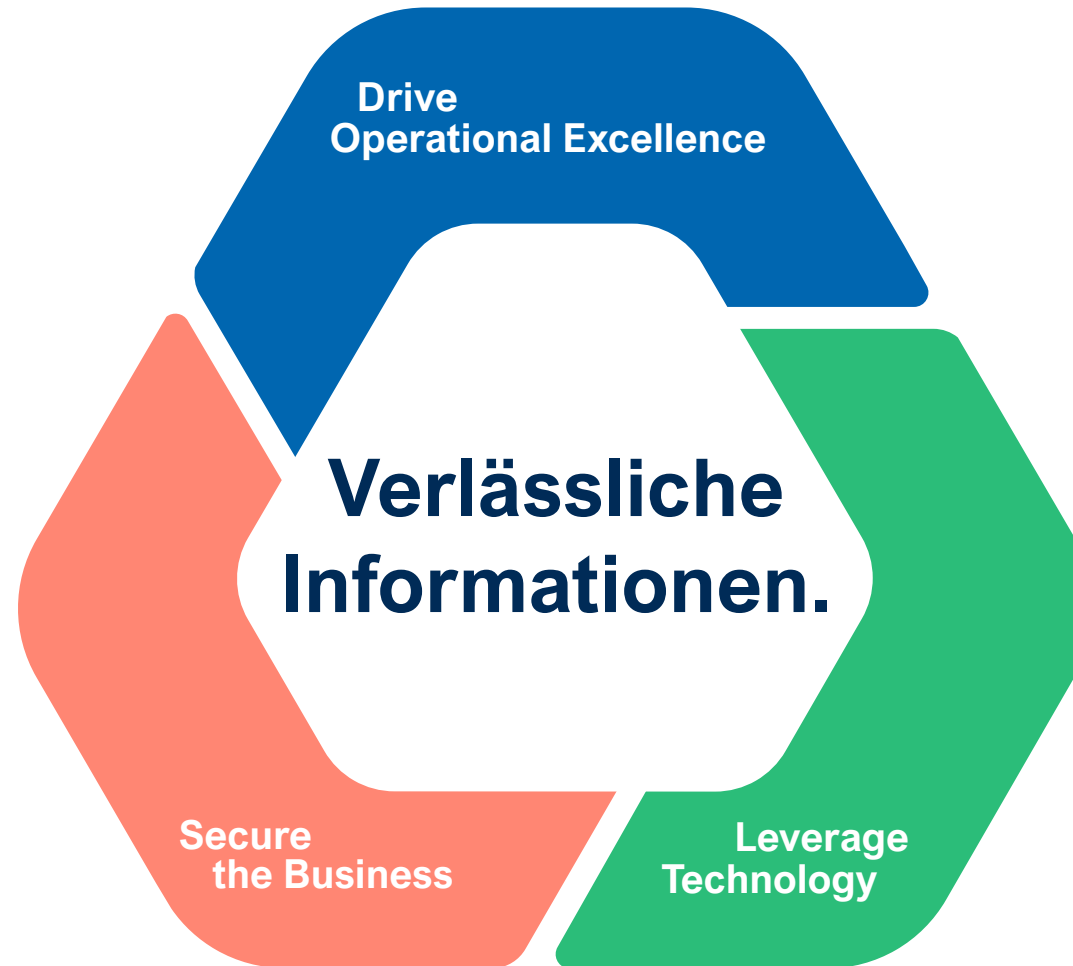 Drive
Operational Excellence
Verlässliche
Informationen.
Secure
the Business
Leverage
Technology